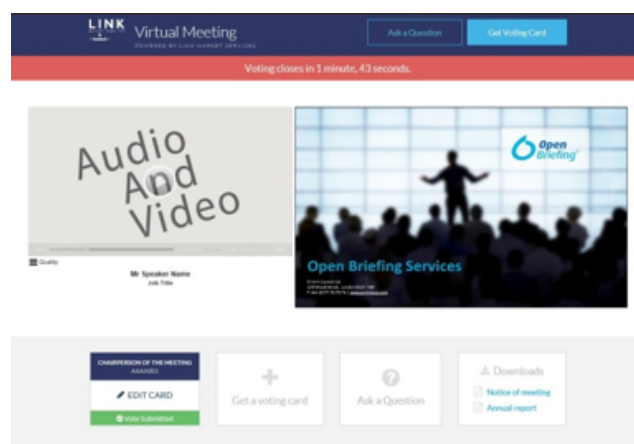 LINK
Virtual Meeting
POWERED BY LINK MARKET SERVICES
Ask a Question
Get Voting Card
Voting closes in 1 minute, 43 seconds.
Audio
And
Video
Quality
Mr Speaker Name
Job Title
Open
Briefing
Open Briefing Services
CHAIRPERSON OF THE MEETING
EDIT CARD
Vote Submitted
Get a voting card
Ask a Question
Downloads
Notice of meeting
Annual report